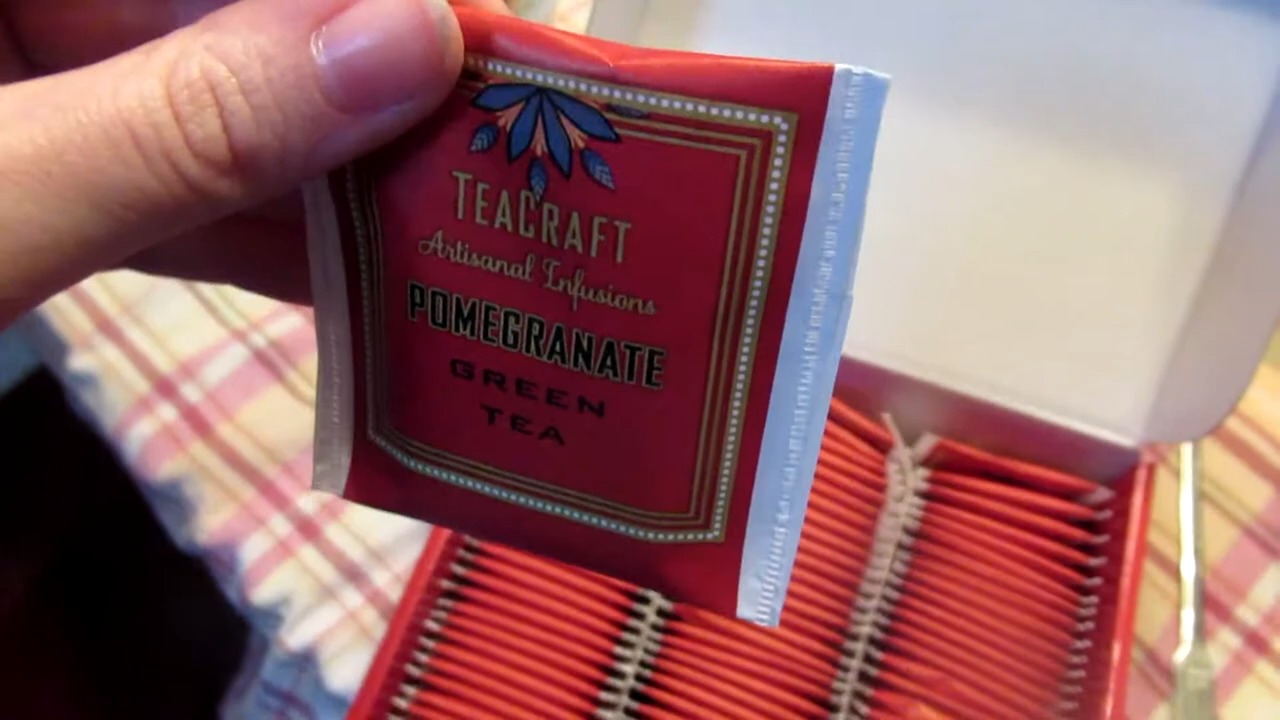 TEACRAFT
Artisanal Infusions
POMEGRANATE
GREEN
TEA